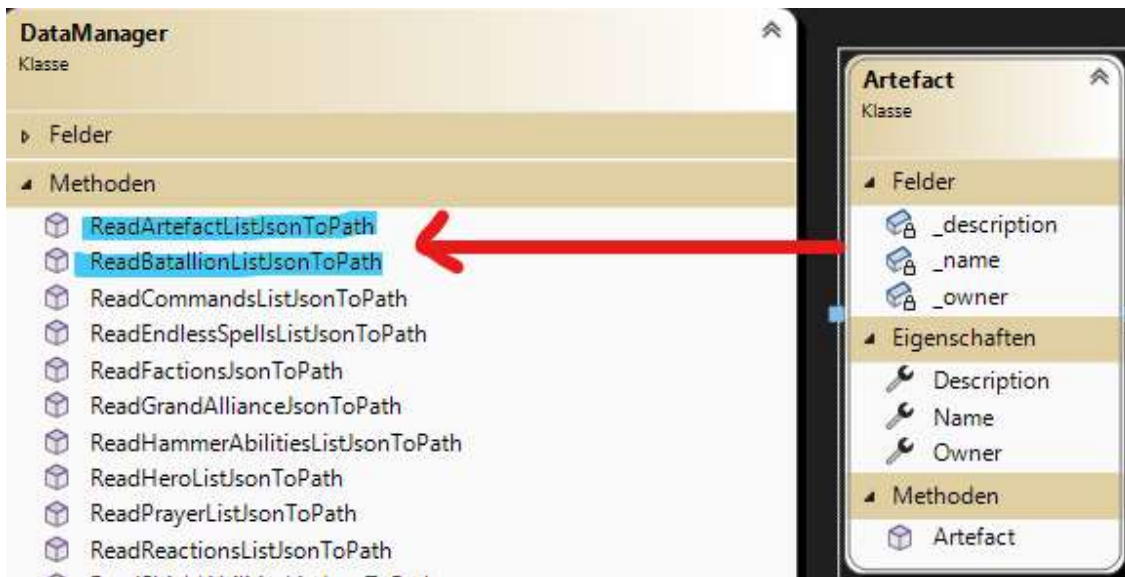 DataManager
Klasse
Felder
Methoden
ReadArtefactListJsonToPath
ReadBatallionListJsonToPath
ReadCommandsListJsonToPath
ReadEndlessSpellsListJsonToPath
ReadFactionsJsonToPath
ReadGrandAllianceJsonToPath
ReadHammerAbilitiesListJsonToPath
ReadHeroListJsonToPath
ReadPrayerListJsonToPath
ReadReactionsListJsonToPath
Artefact
Klasse
Felder
_description
_name
_owner
Eigenschaften
Description
Name
Owner
Methoden
Artefact